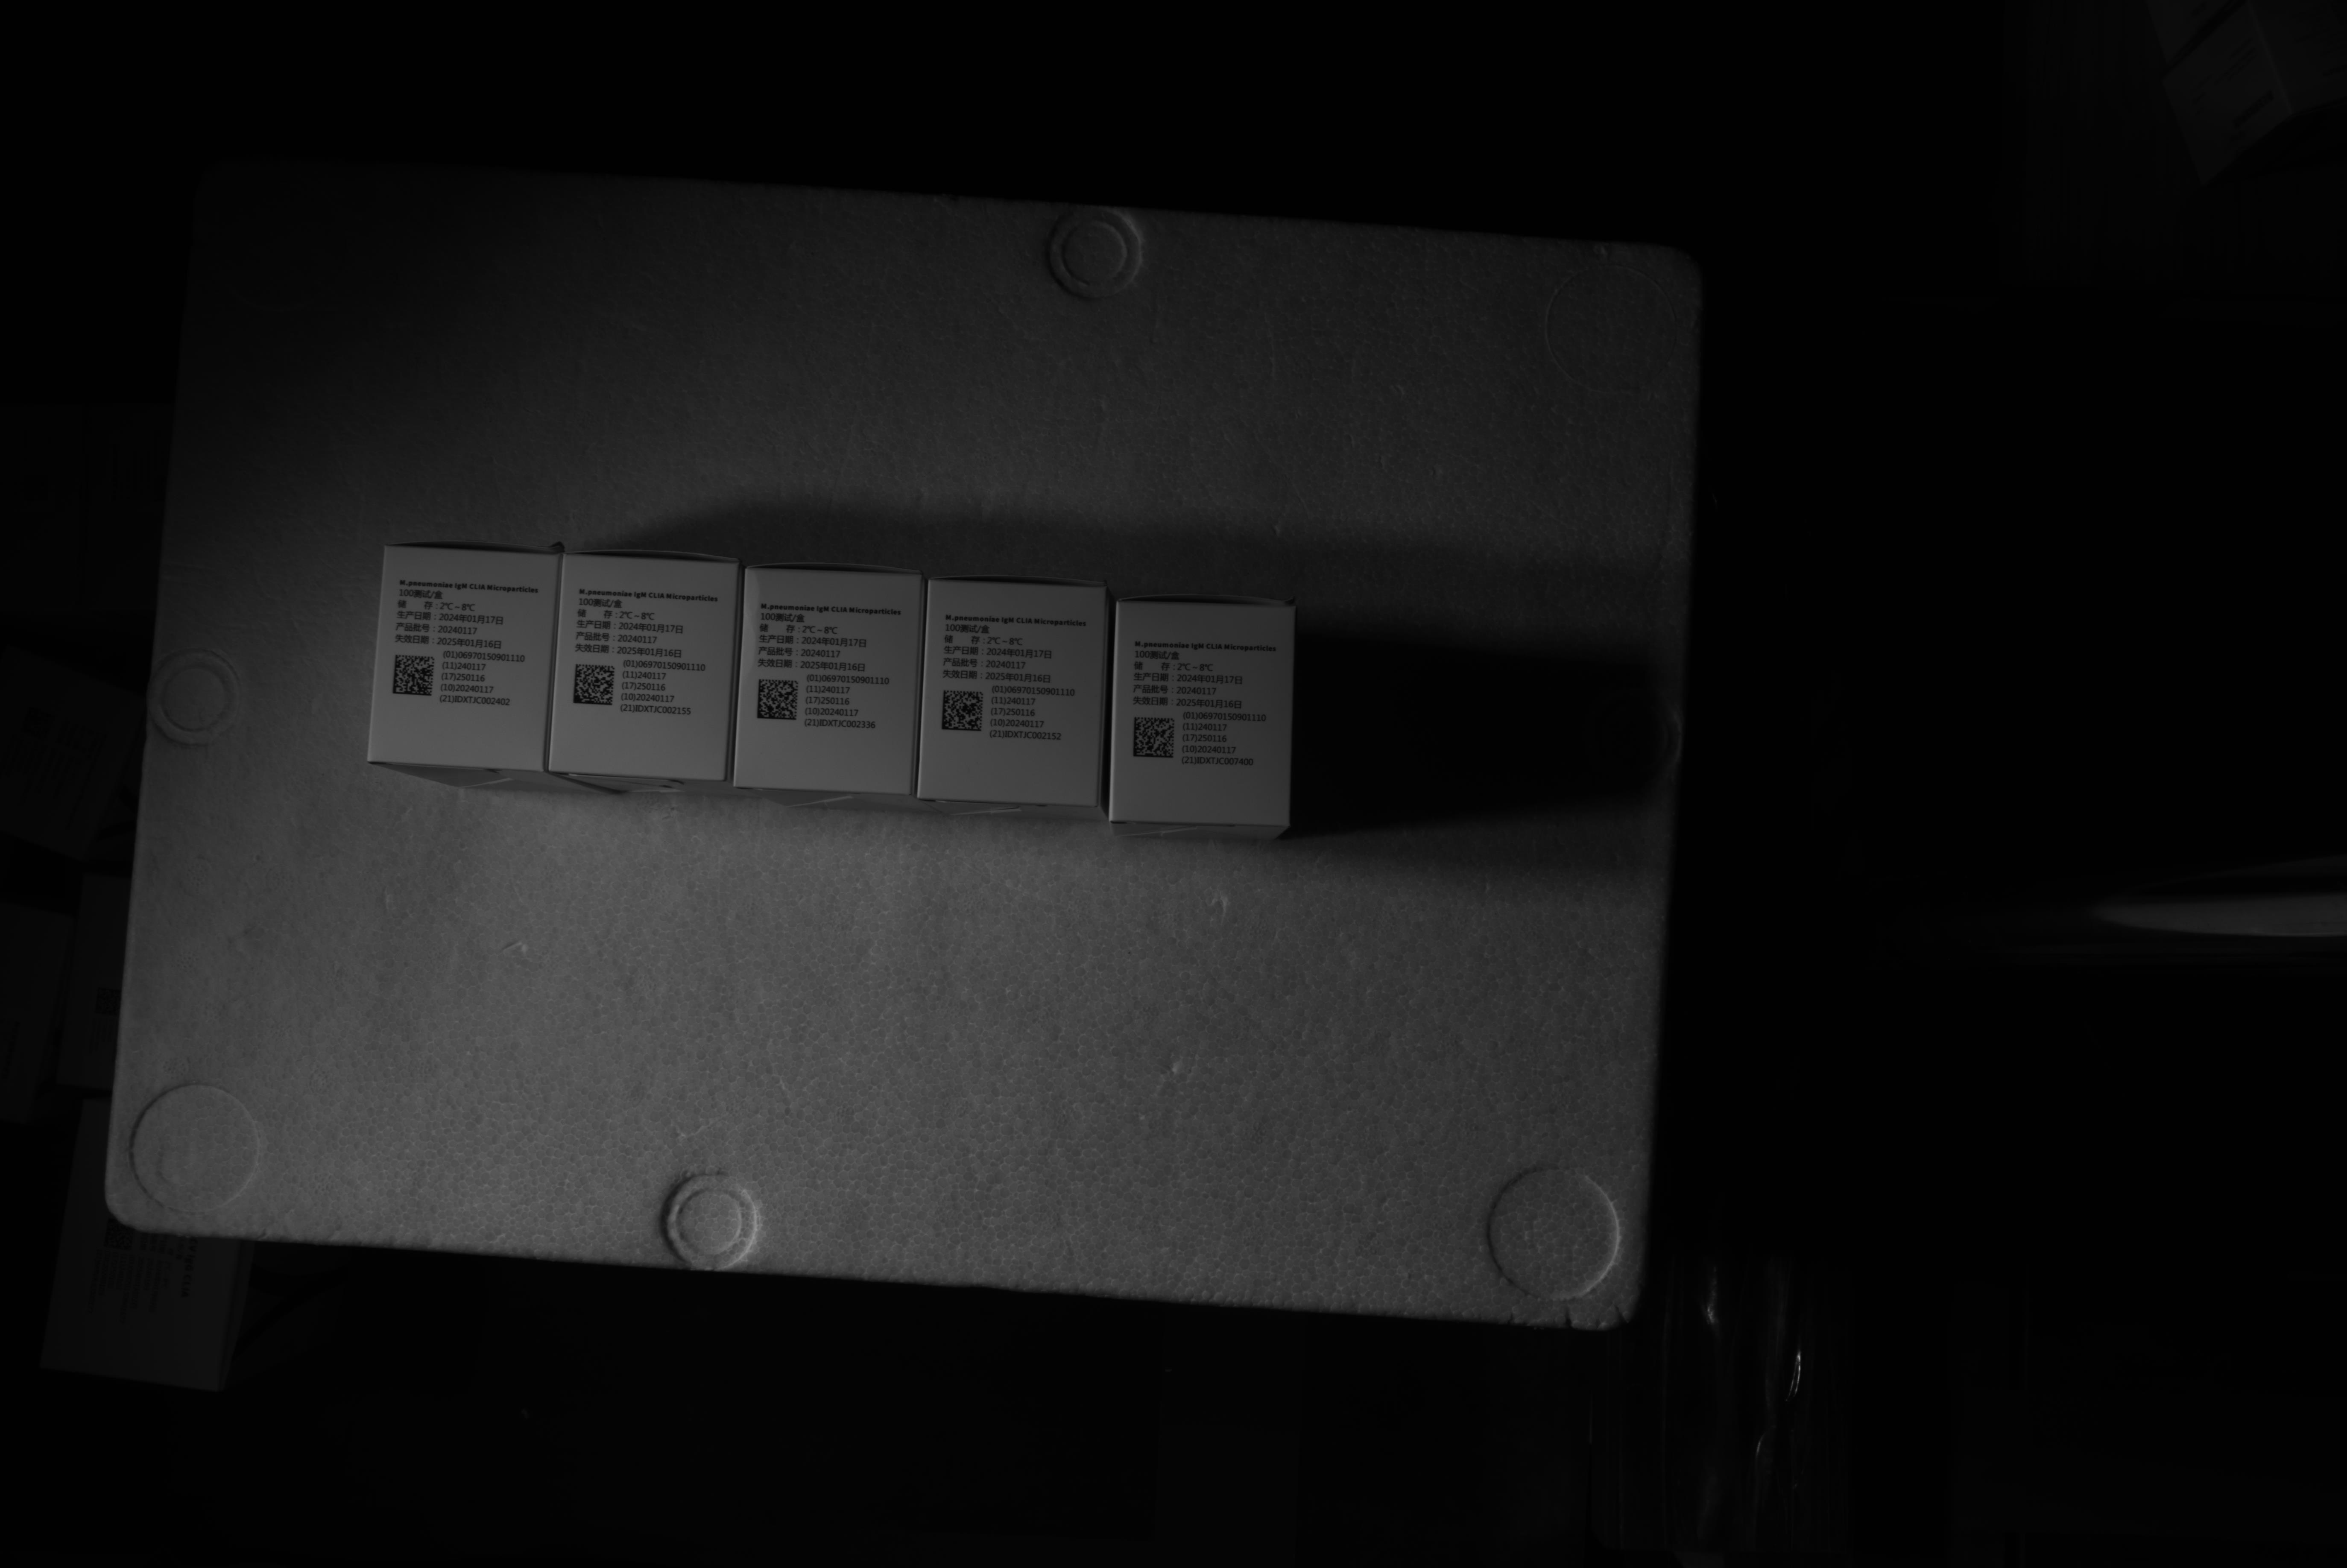 M.pneumoniae IgM CLIA Microparticles
100测试/盒
储 存：2℃～8℃
生产日期：2024年01月17日
产品批号：20240117
失效日期：2025年01月16日
(01)06970150901110
(11)240117
(17)250116
(10)20240117
(21)IDXTJC002402
M.pneumoniae IgM CLIA Microparticles
100测试/盒
储 存：2℃～8℃
生产日期：2024年01月17日
产品批号：20240117
失效日期：2025年01月16日
(01)06970150901110
(11)240117
(17)250116
(10)20240117
(21)IDXTJC002155
M.pneumoniae IgM CLIA Microparticles
100测试/盒
储 存：2℃～8℃
生产日期：2024年01月17日
产品批号：20240117
失效日期：2025年01月16日
(01)06970150901110
(11)240117
(17)250116
(10)20240117
(21)IDXTJC002336
M.pneumoniae IgM CLIA Microparticles
100测试/盒
储 存：2℃～8℃
生产日期：2024年01月17日
产品批号：20240117
失效日期：2025年01月16日
(01)06970150901110
(11)240117
(17)250116
(10)20240117
(21)IDXTJC002152
M.pneumoniae IgM CLIA Microparticles
100测试/盒
储 存：2℃～8℃
生产日期：2024年01月17日
产品批号：20240117
失效日期：2025年01月16日
(01)06970150901110
(11)240117
(17)250116
(10)20240117
(21)IDXTJC007400